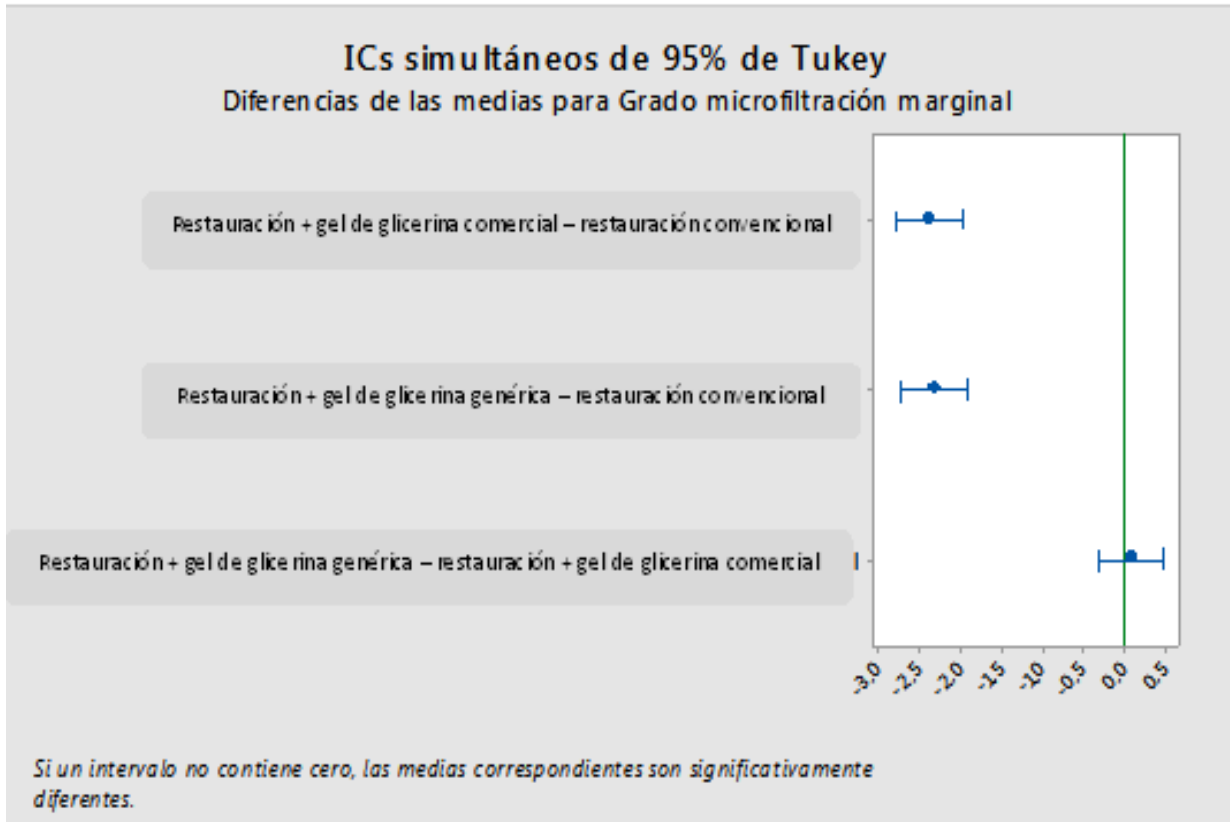 ICs simultáneos de 95% de Tukey
Diferencias de las medias para Grado microfiltración marginal
Restauración + gel de glicerina comercial – restauración convencional
Restauración + gel de glicerina genérica – restauración convencional
Restauración + gel de glicerina genérica – restauración + gel de glicerina comercial
-3,0 -2,5 -2,0 -1,5 -1,0 -0,5 0,0 0,5
Si un intervalo no contiene cero, las medias correspondientes son significativamente
diferentes.